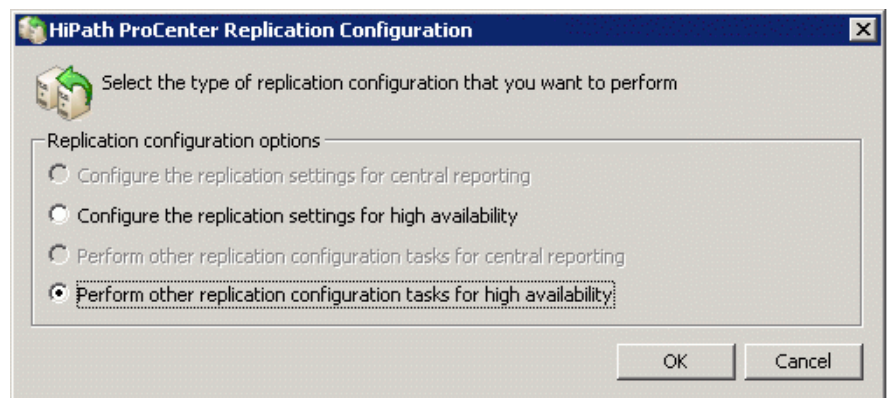 HiPath ProCenter Replication Configuration
Select the type of replication configuration that you want to perform
Replication configuration options
Configure the replication settings for central reporting
Configure the replication settings for high availability
Perform other replication configuration tasks for central reporting
Perform other replication configuration tasks for high availability
OK Cancel